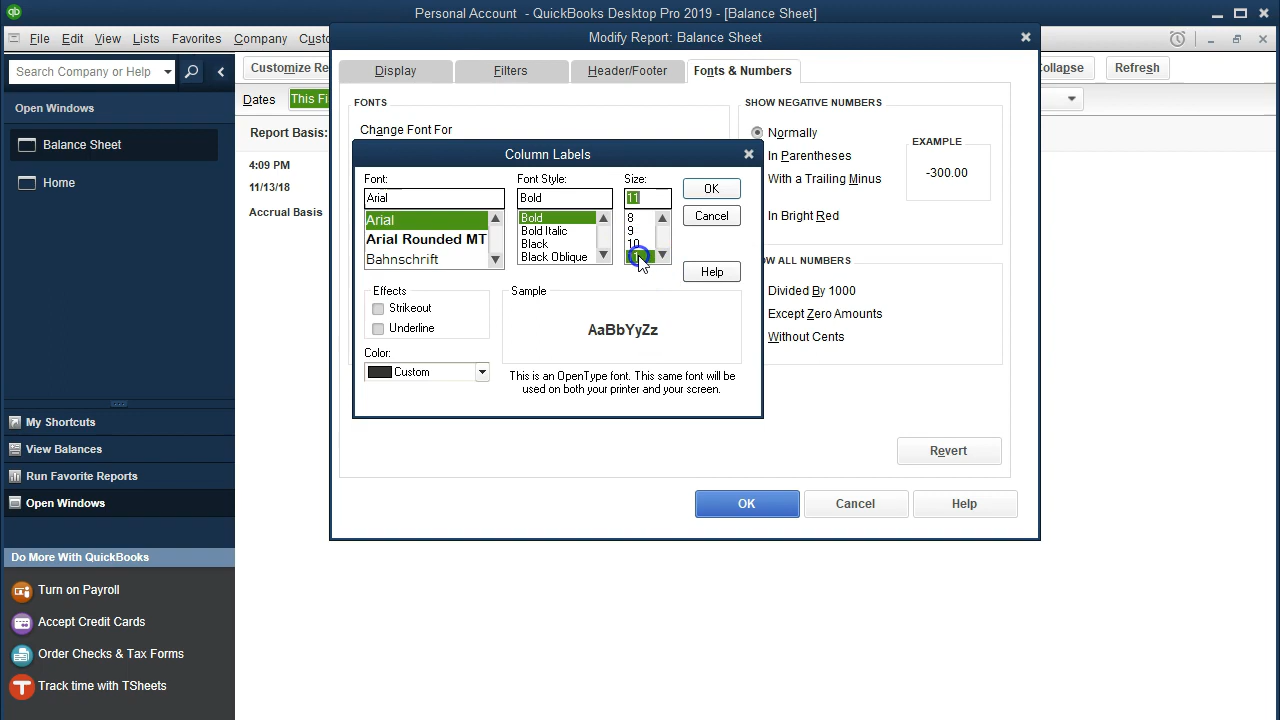 Personal Account - QuickBooks Desktop Pro 2019 - [Balance Sheet]
File Edit View Lists Favorites Company
Modify Report: Balance Sheet
Search Company or Help
Open Windows
Balance Sheet
Home
My Shortcuts
View Balances
Run Favorite Reports
Open Windows
Do More With QuickBooks
Turn on Payroll
Accept Credit Cards
Order Checks & Tax Forms
Track time with TSheets
Customize Re
Refresh
Dates This Fi
Report Basis:
4:09 PM
11/13/18
Accrual Basis
Display Filters Header/Footer Fonts & Numbers
FONTS
Change Font For
SHOW NEGATIVE NUMBERS
Normally
In Parentheses
With a Trailing Minus
In Bright Red
EXAMPLE
-300.00
OW ALL NUMBERS
Divided By 1000
Except Zero Amounts
Without Cents
Revert
OK Cancel Help
Column Labels
Font: Font Style: Size:
Arial Bold 11
Arial
Arial Rounded MT
Bahnschrift
Bold
Bold Italic
Black
Black Oblique
8
9
10
OK
Cancel
Help
Effects
Strikeout
Underline
Color:
Custom
Sample
AaBbYyZz
This is an OpenType font. This same font will be
used on both your printer and your screen.